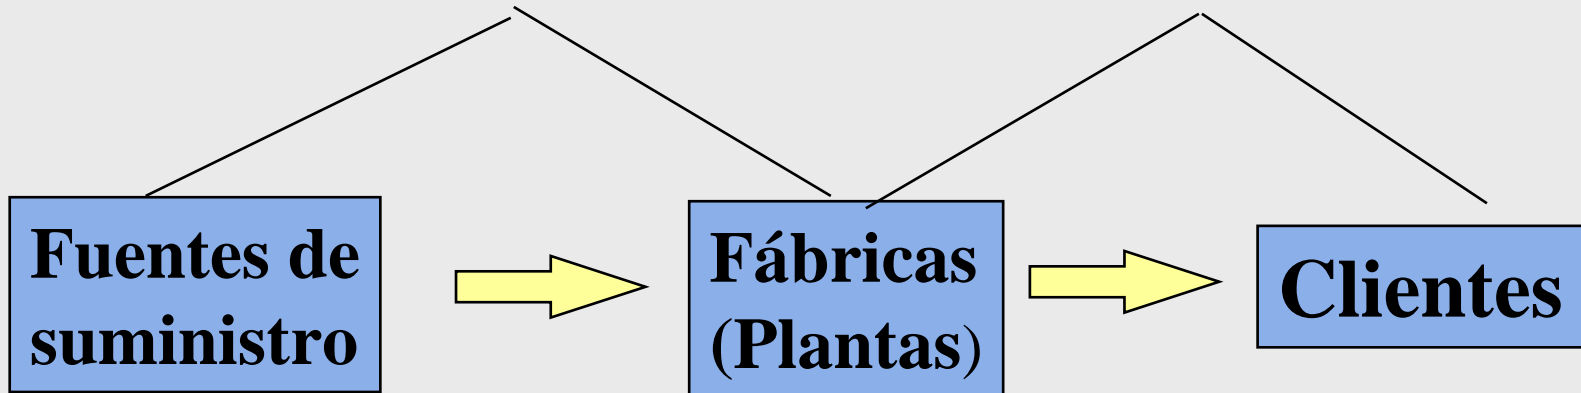 Fuentes de
suministro
Fábricas
(Plantas)
Clientes